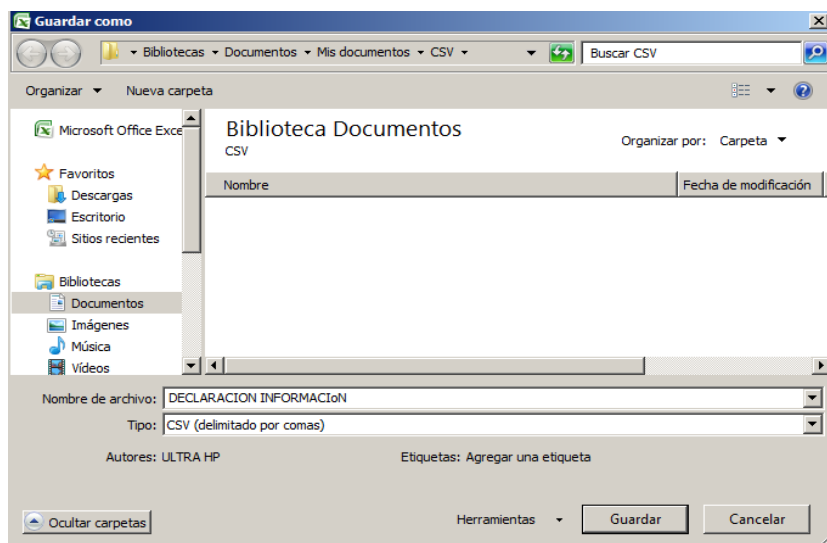 Guardar como
Bibliotecas Documentos Mis documentos CSV Buscar CSV
Organizar Nueva carpeta
Microsoft Office Exce
Favoritos
Descargas
Escritorio
Sitios recientes
Bibliotecas
Documentos
Imágenes
Música
Vídeos
Biblioteca Documentos
CSV
Organizar por: Carpeta
Nombre Fecha de modificación
Nombre de archivo: DECLARACION INFORMACIoN
Tipo: CSV (delimitado por comas)
Autores: ULTRA HP Etiquetas: Agregar una etiqueta
Ocultar carpetas Herramientas Guardar Cancelar